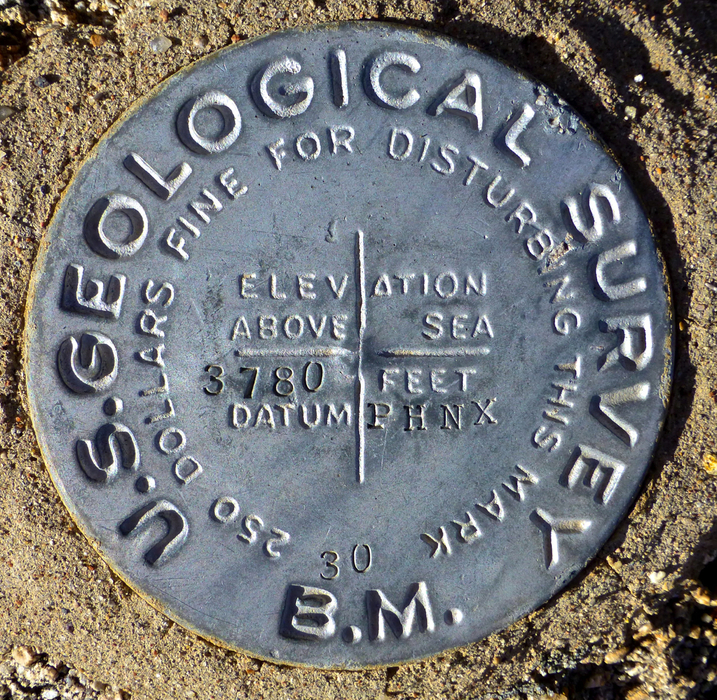 U.S. GEOLOGICAL SURVEY
250 DOLLARS FINE FOR DISTURBING THIS MARK
ELEVATION
ABOVE SEA
3780 FEET
DATUM PHNX
30
B.M.